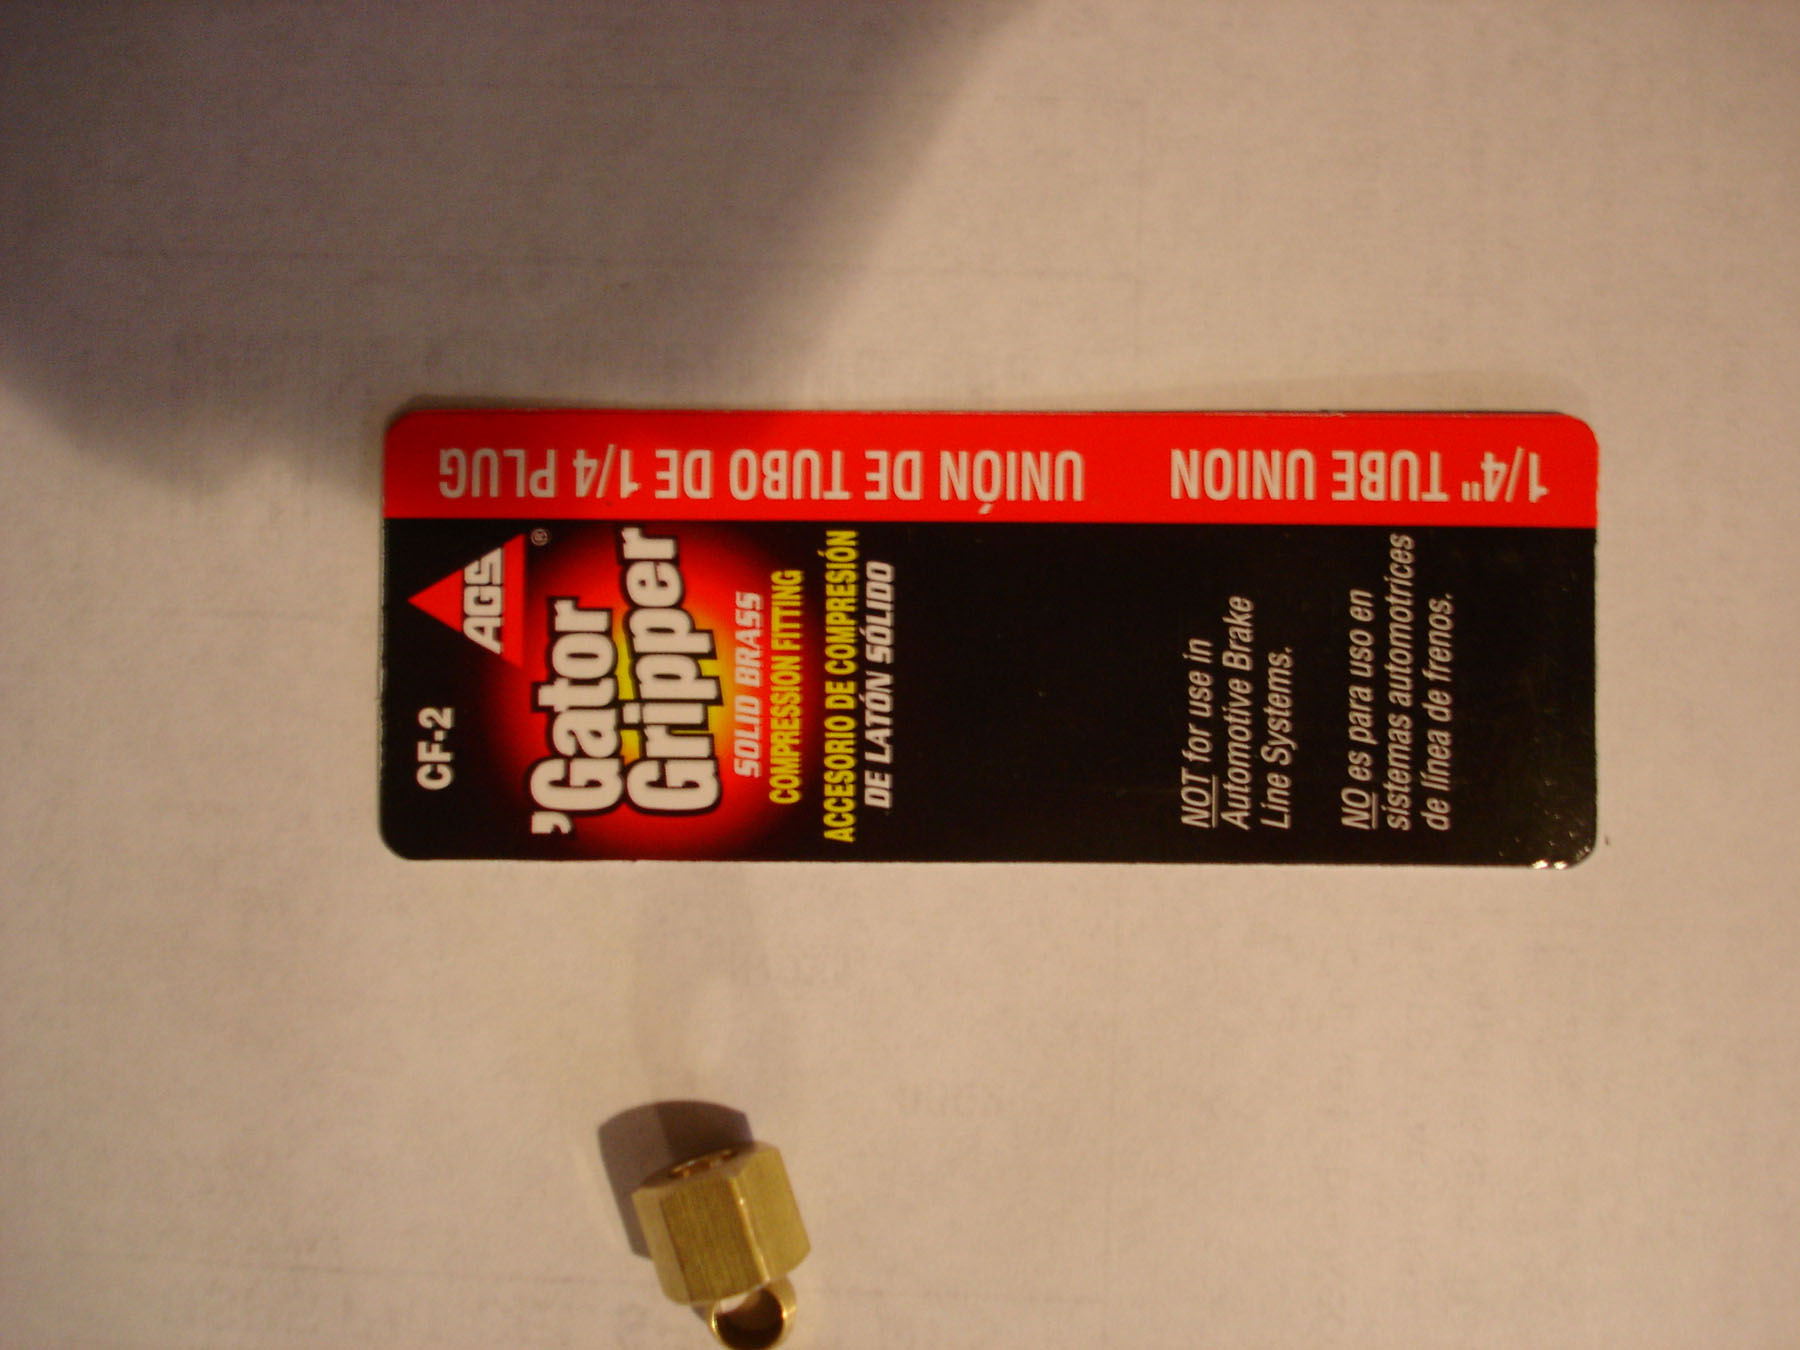 CF-2
AGS®
'Gator
Gripper
SOLID BRASS
COMPRESSION FITTING
ACCESORIO DE COMPRESIÓN
DE LATÓN SÓLIDO
NOT for use in
Automotive Brake
Line Systems.
NO es para uso en
sistemas automotrices
de línea de frenos.
1/4" TUBE UNION
UNIÓN DE TUBO DE 1/4 PLUG